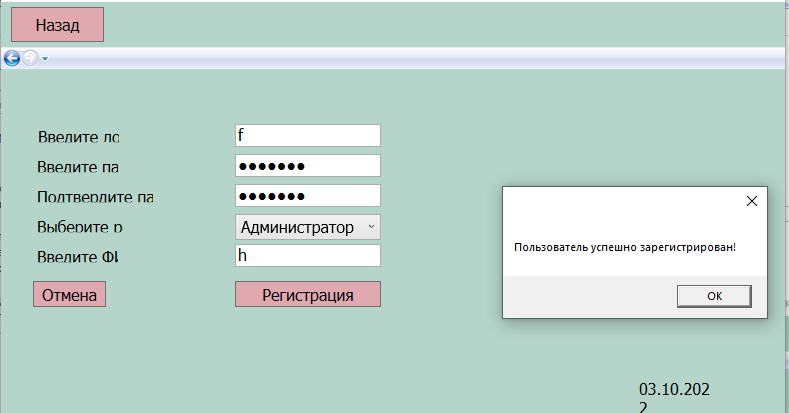 Назад
Введите ло
f
Введите па
●●●●●●●
Подтвердите па
●●●●●●●
Выберите р
Администратор
Введите ФИ
h
Отмена
Регистрация
Пользователь успешно зарегистрирован!
OK
03.10.202
2